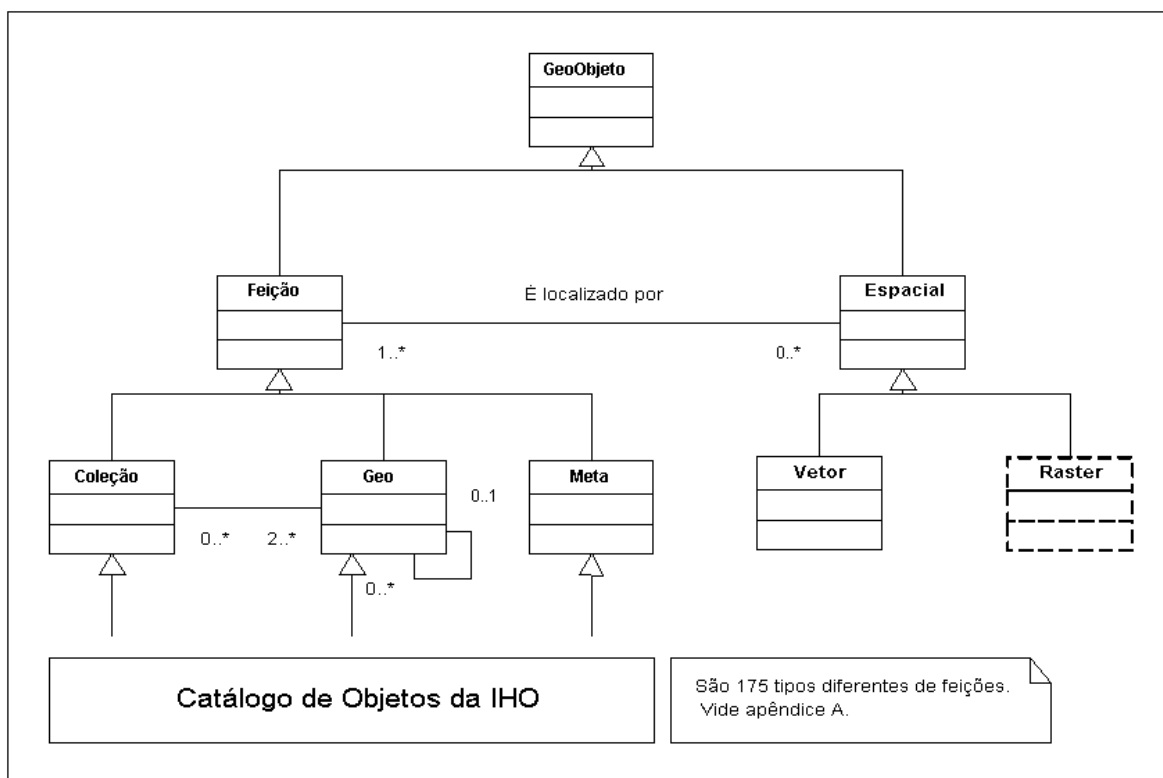 GeoObjeto
Feição
É localizado por
Espacial
1..*
0..*
Coleção
Geo
0..1
Meta
Vetor
Raster
0..*
2..*
0..*
Catálogo de Objetos da IHO
São 175 tipos diferentes de feições.
Vide apêndice A.